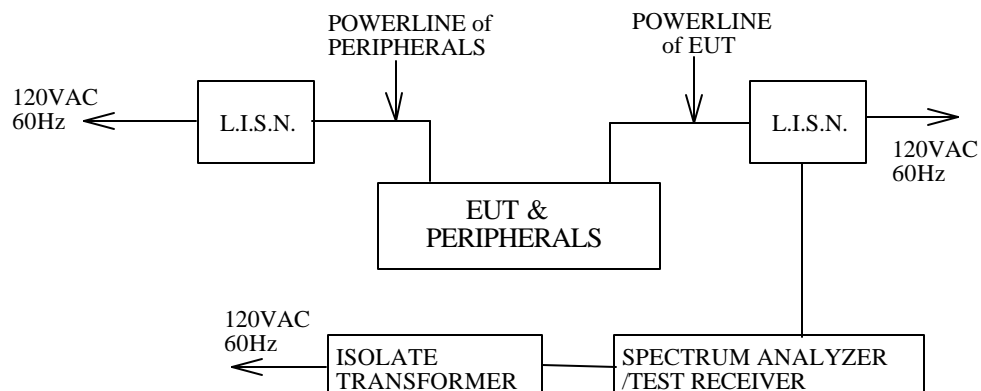 POWERLINE of
PERIPHERALS
POWERLINE
of EUT
120VAC
60Hz
L.I.S.N.
L.I.S.N.
120VAC
60Hz
EUT &
PERIPHERALS
120VAC
60Hz
ISOLATE
TRANSFORMER
SPECTRUM ANALYZER
/TEST RECEIVER